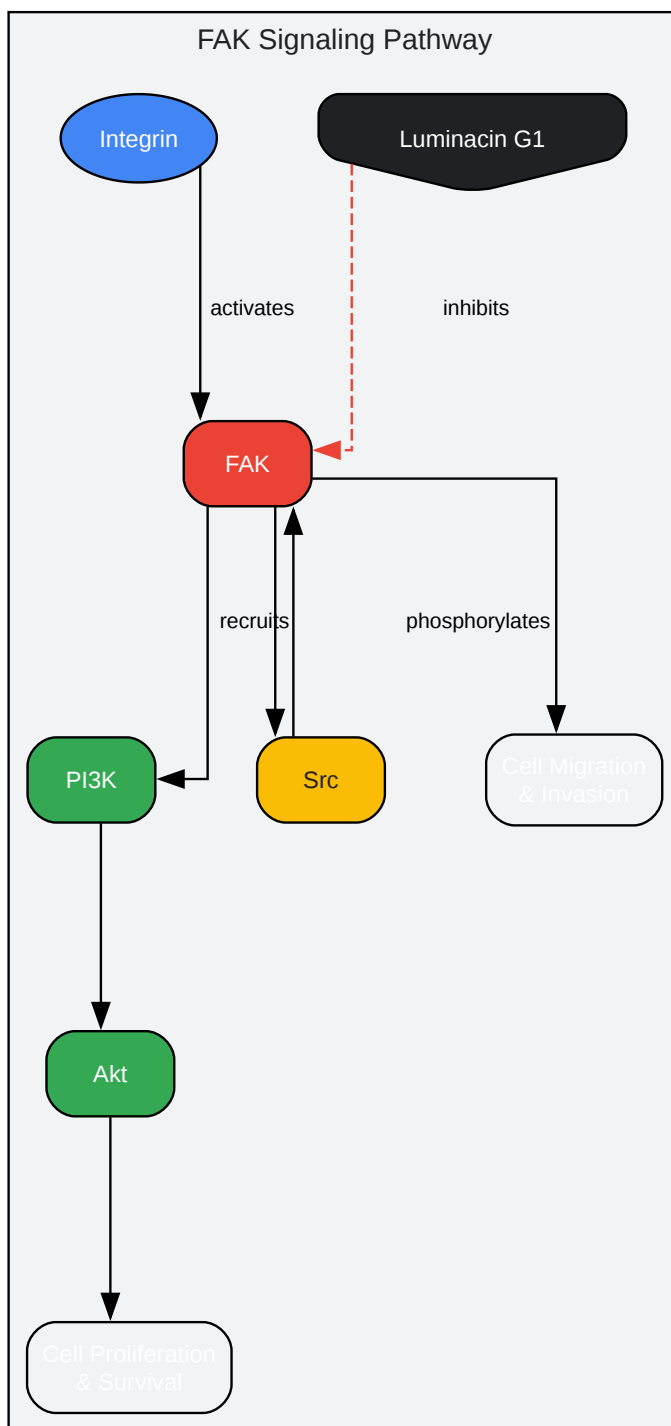 FAK Signaling Pathway
Integrin
Luminacin G1
activates
inhibits
FAK
recruits
phosphorylates
PI3K
Src
Cell Migration
& Invasion
Akt
Cell Proliferation
& Survival